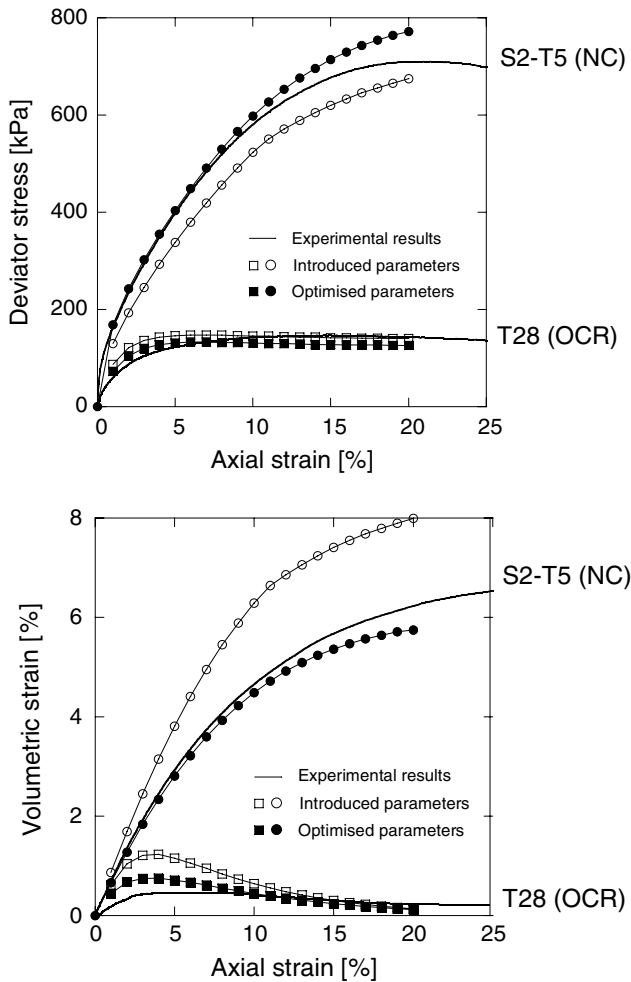 800
600
400
200
0
Deviator stress [kPa]
S2-T5 (NC)
Experimental results
Introduced parameters
Optimised parameters
T28 (OCR)
0 5 10 15 20 25
Axial strain [%]
8
6
4
2
0
Volumetric strain [%]
S2-T5 (NC)
Experimental results
Introduced parameters
Optimised parameters
T28 (OCR)
0 5 10 15 20 25
Axial strain [%]